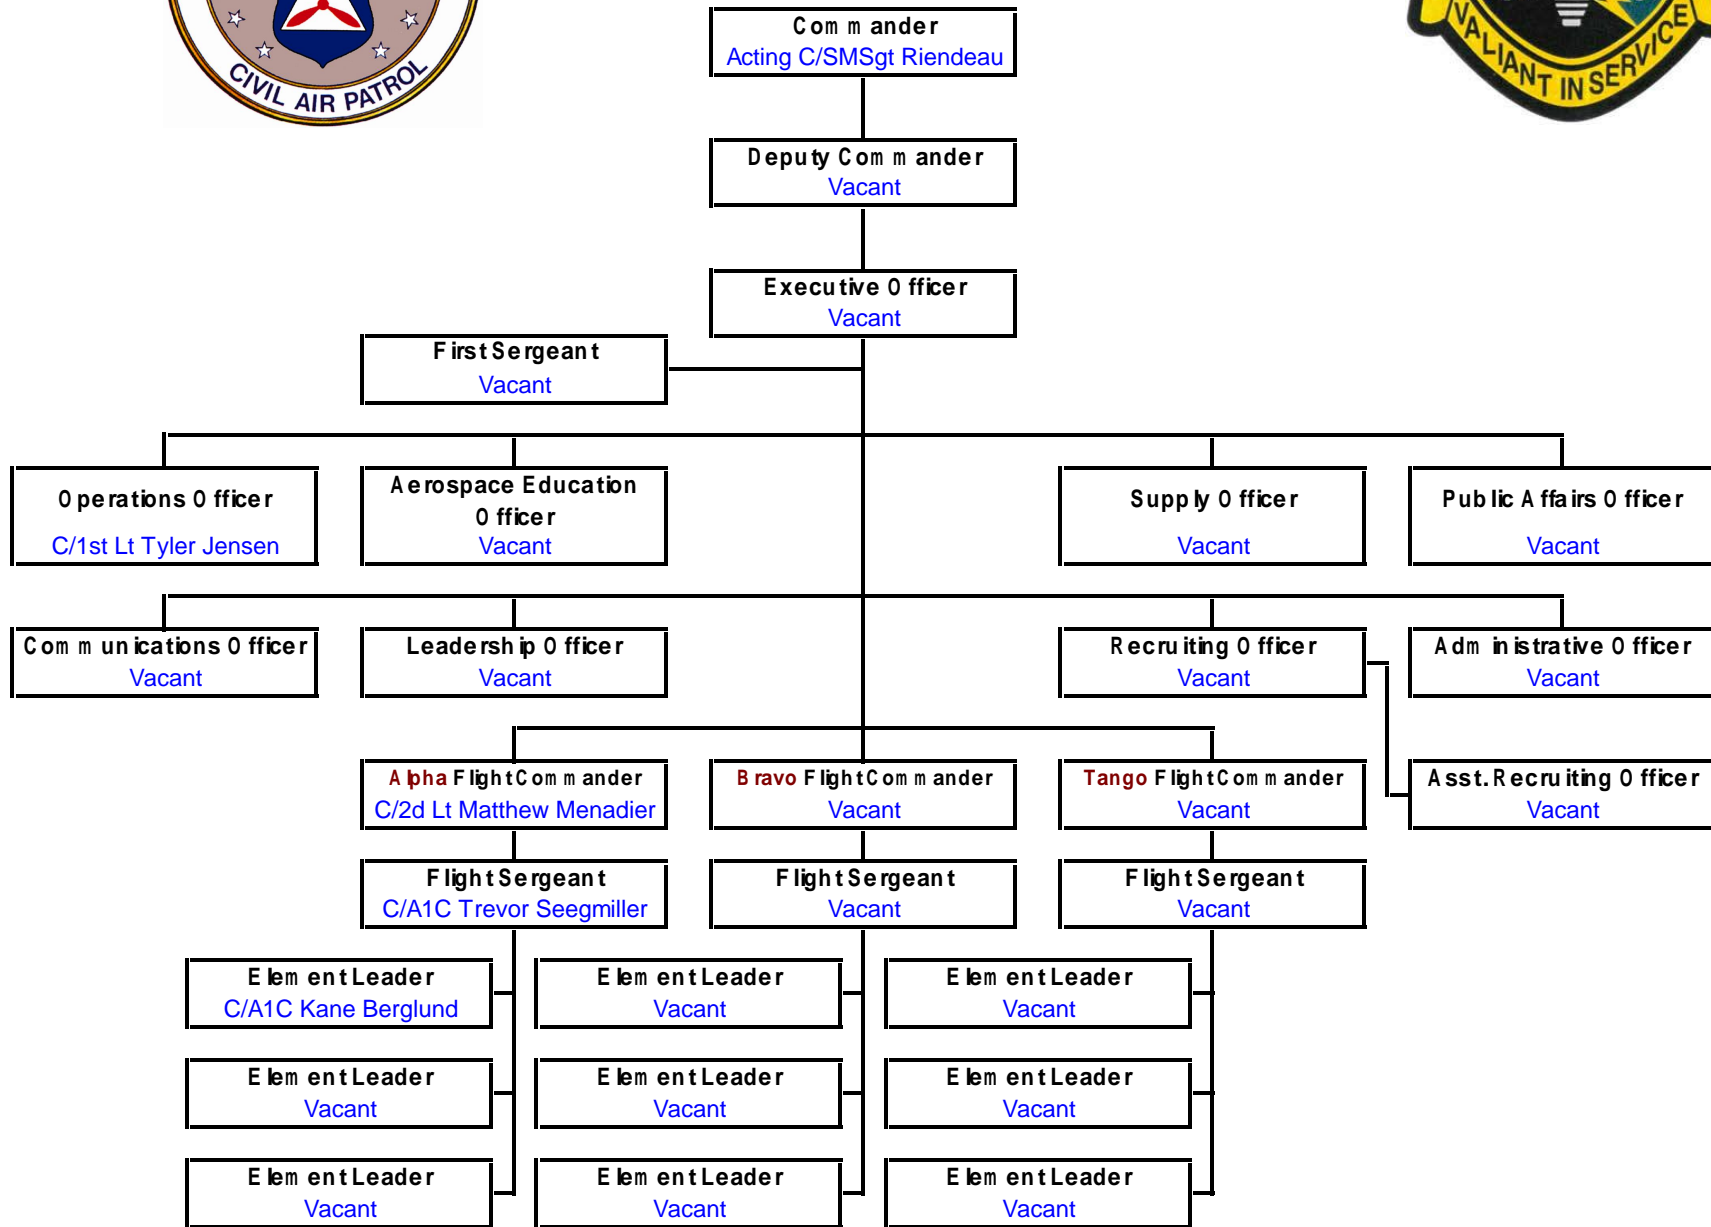 CIVIL AIR PATROL
VALIANT IN SERVICE
Commander
Acting C/SMSgt Riendeau
Deputy Commander
Vacant
Executive Officer
Vacant
First Sergeant
Vacant
Operations Officer
C/1st Lt Tyler Jensen
Aerospace Education
Officer
Vacant
Supply Officer
Vacant
Public Affairs Officer
Vacant
Communications Officer
Vacant
Leadership Officer
Vacant
Recruiting Officer
Vacant
Administrative Officer
Vacant
Alpha Flight Commander
C/2d Lt Matthew Menadier
Bravo Flight Commander
Vacant
Tango Flight Commander
Vacant
Asst. Recruiting Officer
Vacant
Flight Sergeant
C/A1C Trevor Seegmiller
Flight Sergeant
Vacant
Flight Sergeant
Vacant
Element Leader
C/A1C Kane Berglund
Element Leader
Vacant
Element Leader
Vacant
Element Leader
Vacant
Element Leader
Vacant
Element Leader
Vacant
Element Leader
Vacant
Element Leader
Vacant
Element Leader
Vacant